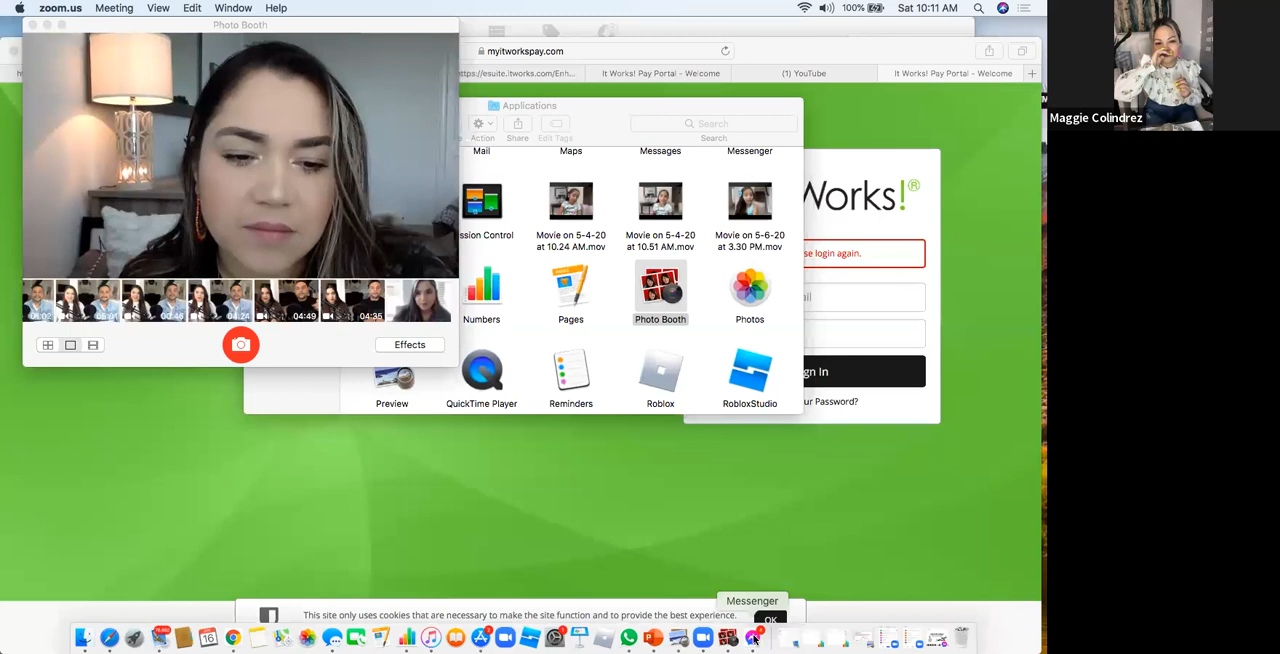 zoom.us Meeting View Edit Window Help 100% Sat 10:11 AM
Photo Booth
myitworkspay.com
https://esuite.itworks.com/Enh... It Works! Pay Portal - Welcome (1) YouTube It Works! Pay Portal - Welcome +
Applications
Search
Action Share Edit Tags Search
Mail Maps Messages Messenger
ssion Control Movie on 5-4-20 at 10.24 AM.mov Movie on 5-4-20 at 10.51 AM.mov Movie on 5-6-20 at 3.30 PM.mov
Numbers Pages Photo Booth Photos
Preview QuickTime Player Reminders Roblox RobloxStudio
Works!®
se login again.
ail
gn In
ur Password?
00:46 04:24 04:49 04:35
Effects
Maggie Colindrez
Messenger
This site only uses cookies that are necessary to make the site function and to provide the best experience.
OK
16